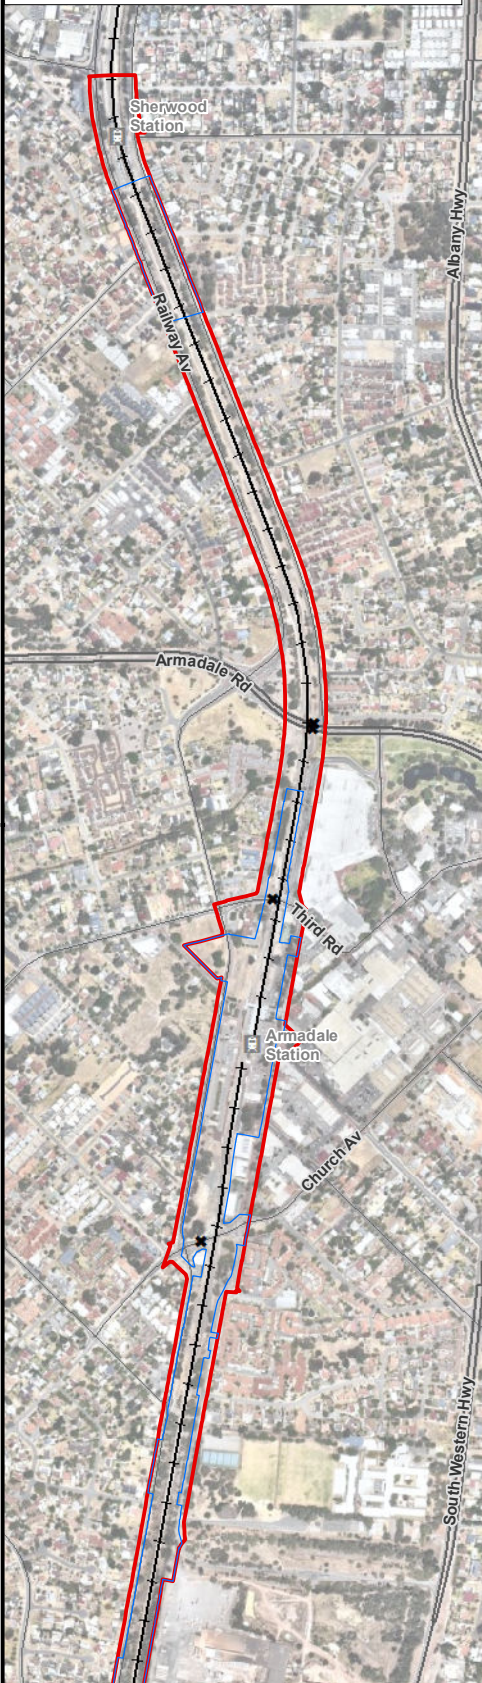 Sherwood
Station
Albany Hwy
Railway Av
Armadale Rd
Third Rd
Armadale
Station
Church Av
South Western Hwy